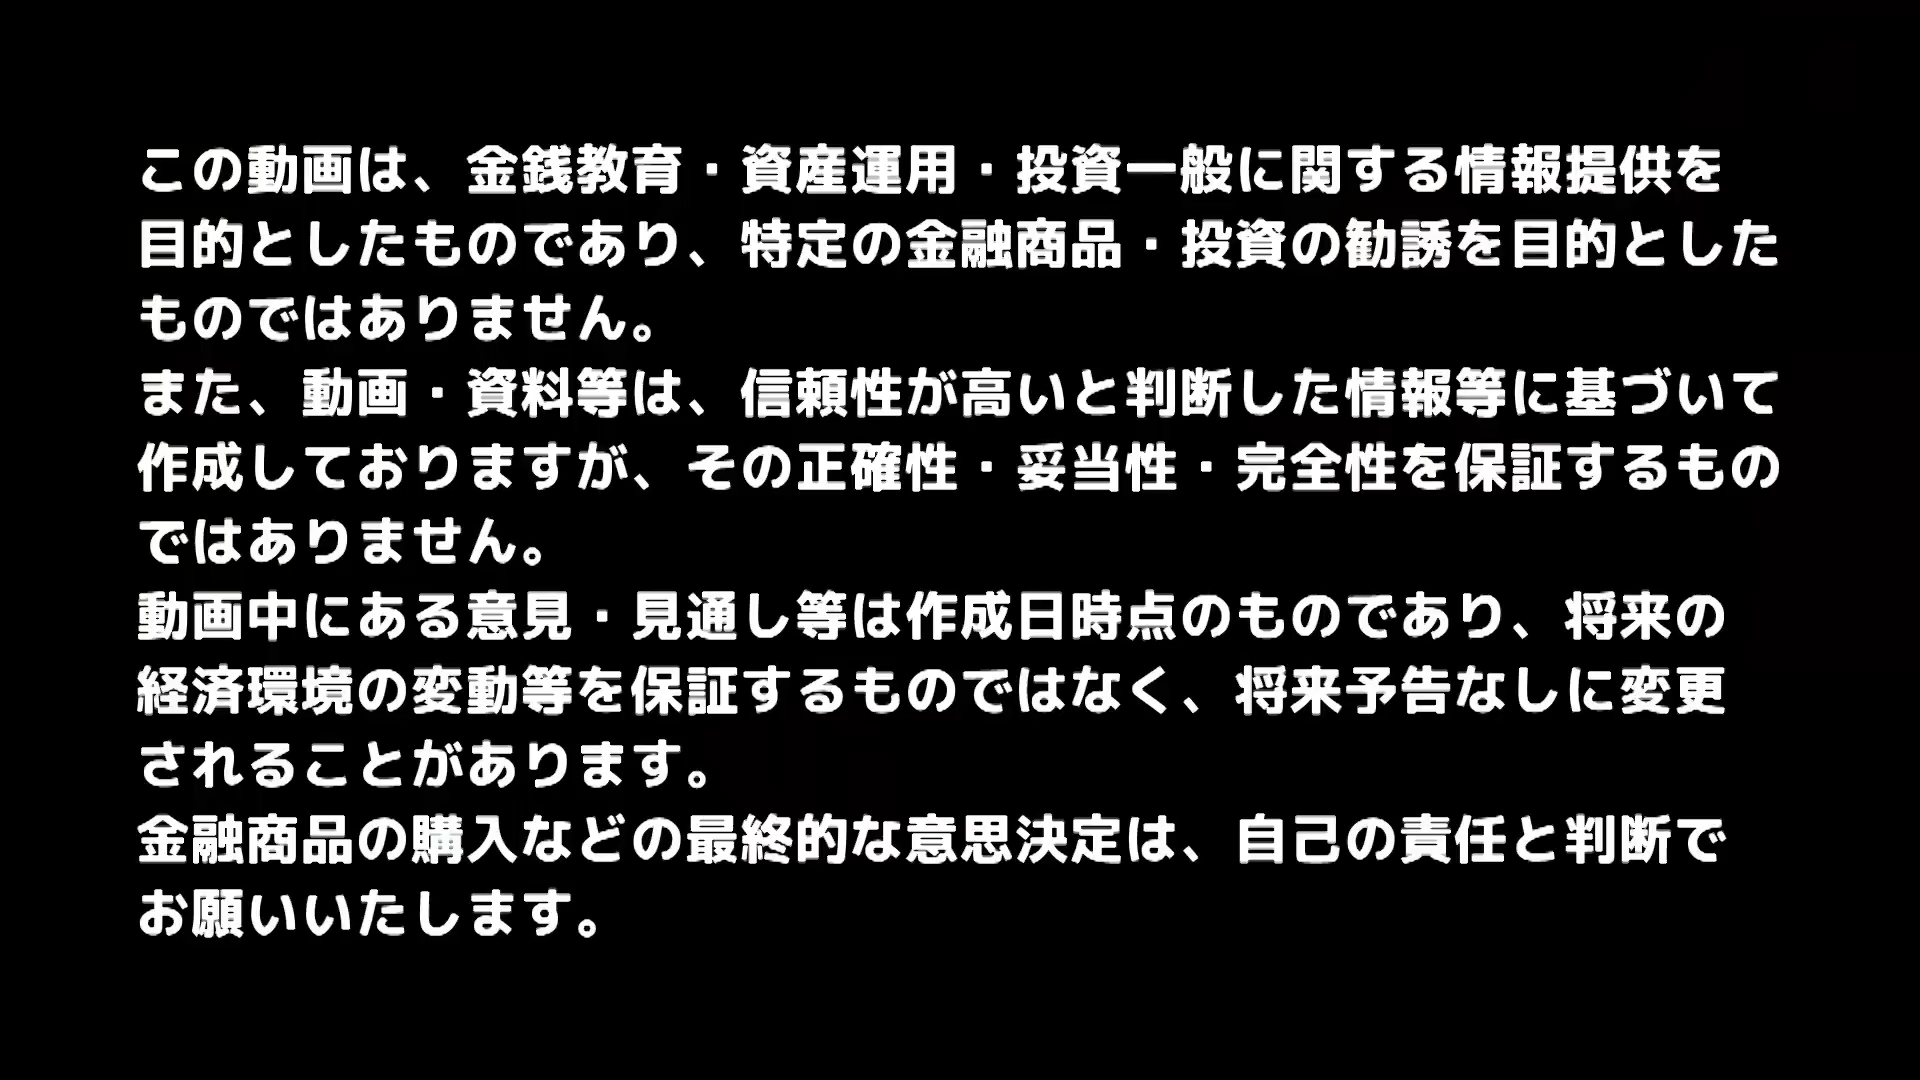 この動画は、金銭教育・資産運用・投資一般に関する情報提供を
目的としたものであり、特定の金融商品・投資の勧誘を目的とした
ものではありません。
また、動画・資料等は、信頼性が高いと判断した情報等に基づいて
作成しておりますが、その正確性・妥当性・完全性を保証するもの
ではありません。
動画中にある意見・見通し等は作成日時点のものであり、将来の
経済環境の変動等を保証するものではなく、将来予告なしに変更
されることがあります。
金融商品の購入などの最終的な意思決定は、自己の責任と判断で
お願いいたします。